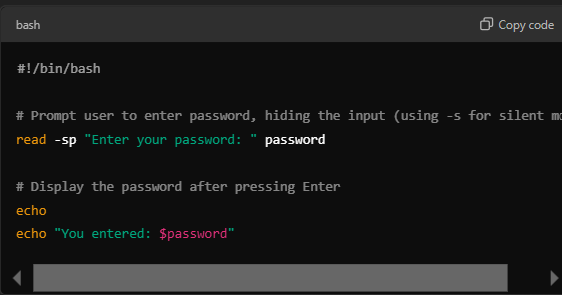 bash
Copy code
#!/bin/bash
# Prompt user to enter password, hiding the input (using -s for silent
read -sp "Enter your password: " password
# Display the password after pressing Enter
echo
echo "You entered: $password"